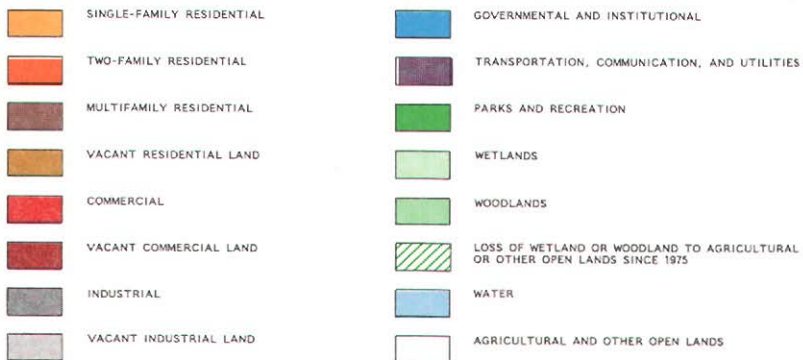 SINGLE-FAMILY RESIDENTIAL
TWO-FAMILY RESIDENTIAL
MULTIFAMILY RESIDENTIAL
VACANT RESIDENTIAL LAND
COMMERCIAL
VACANT COMMERCIAL LAND
INDUSTRIAL
VACANT INDUSTRIAL LAND
GOVERNMENTAL AND INSTITUTIONAL
TRANSPORTATION, COMMUNICATION, AND UTILITIES
PARKS AND RECREATION
WETLANDS
WOODLANDS
LOSS OF WETLAND OR WOODLAND TO AGRICULTURAL
OR OTHER OPEN LANDS SINCE 1975
WATER
AGRICULTURAL AND OTHER OPEN LANDS